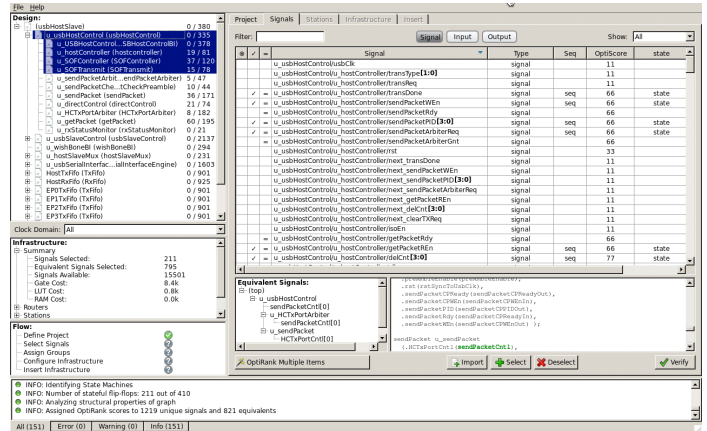 File Help
Design:
(usbHostSlave) 0 / 380
u_usbHostControl (usbHostControl) 0 / 335
u_USBHostControl...SBHostControlBI) 0 / 378
u_hostController (hostcontroller) 19 / 81
u_SOFController (SOFController) 37 / 120
u_SOFTransmit (SOFTransmit) 15 / 78
u_sendPacketArbit...endPacketArbiter) 5 / 47
u_sendPacketChe...tCheckPreamble) 10 / 44
u_sendPacket (sendPacket) 36 / 171
u_directControl (directControl) 21 / 74
u_HCTxPortArbiter (HCTxPortArbiter) 8 / 182
u_getPacket (getPacket) 60 / 195
u_rxStatusMonitor (rxStatusMonitor) 0 / 21
u_usbSlaveControl (usbSlaveControl) 0 / 2137
u_wishBoneBI (wishBoneBI) 0 / 294
u_hostSlaveMux (hostSlaveMux) 0 / 231
u_usbSerialInterfac...ialInterfaceEngine) 0 / 1603
HostTxFifo (TxFifo) 0 / 901
HostRxFifo (RxFifo) 0 / 925
EP0TxFifo (TxFifo) 0 / 901
EP1TxFifo (TxFifo) 0 / 901
EP2TxFifo (TxFifo) 0 / 901
EP3TxFifo (TxFifo) 0 / 901
Clock Domain: All
Infrastructure:
Summary
Signals Selected: 211
Equivalent Signals Selected: 795
Signals Available: 15501
Gate Cost: 8.4k
LUT Cost: 0.8k
RAM Cost: 0.0k
Routers
Stations
Flow:
Define Project
Select Signals
Assign Groups
Configure Infrastructure
Insert Infrastructure
Project Signals Stations Infrastructure Insert
Filter: Signal Input Output Show: All
Signal Type Seq OptiScore state
u_usbHostControl/usbClk signal 11
u_usbHostControl/u_hostController/transType[1:0] signal 11
u_usbHostControl/u_hostController/transReq signal 11
✓ = u_usbHostControl/u_hostController/transDone signal seq 66 state
✓ = u_usbHostControl/u_hostController/sendPacketWEn signal seq 66 state
= u_usbHostControl/u_hostController/sendPacketRdy signal 66
✓ = u_usbHostControl/u_hostController/sendPacketPID[3:0] signal seq 66 state
✓ = u_usbHostControl/u_hostController/sendPacketArbiterReq signal seq 66 state
= u_usbHostControl/u_hostController/sendPacketArbiterGnt signal 66
u_usbHostControl/u_hostController/rst signal 33
u_usbHostControl/u_hostController/next_transDone signal 11
u_usbHostControl/u_hostController/next_sendPacketWEn signal 11
u_usbHostControl/u_hostController/next_sendPacketPID[3:0] signal 11
u_usbHostControl/u_hostController/next_sendPacketArbiterReq signal 11
u_usbHostControl/u_hostController/next_getPacketREn signal 11
u_usbHostControl/u_hostController/next_delCnt[3:0] signal 11
u_usbHostControl/u_hostController/next_clearTXReq signal 11
u_usbHostControl/u_hostController/isoEn signal 11
= u_usbHostControl/u_hostController/getPacketRdy signal 66
✓ = u_usbHostControl/u_hostController/getPacketREn signal seq 66 state
✓ = u_usbHostControl/u_hostController/delCnt[3:0] signal seq 77 state
Equivalent Signals:
(top)
u_usbHostControl
sendPacketCntl[0]
u_HCTxPortArbiter
sendPacketCntl[0]
u_sendPacket
HCTxPortCntl[0]
.rst(rstSyncToUsbClk),
.sendPacketCPReady(sendPacketCPReadyOut),
.sendPacketCPWEn(sendPacketCPWEnIn),
.sendPacketPID(sendPacketCPPIDOut),
.sendPacketRdy(sendPacketCPReadyIn),
.sendPacketWEn(sendPacketCPWEnOut) );
sendPacket u_sendPacket
(.HCTxPortCntl(sendPacketCntl),
OptiRank Multiple Items Import Select Deselect Verify
INFO: Identifying State Machines
INFO: Number of stateful flip-flops: 211 out of 410
INFO: Analyzing structural properties of graph
INFO: Assigned OptiRank scores to 1219 unique signals and 821 equivalents
All (151) Error (0) Warning (0) Info (151)